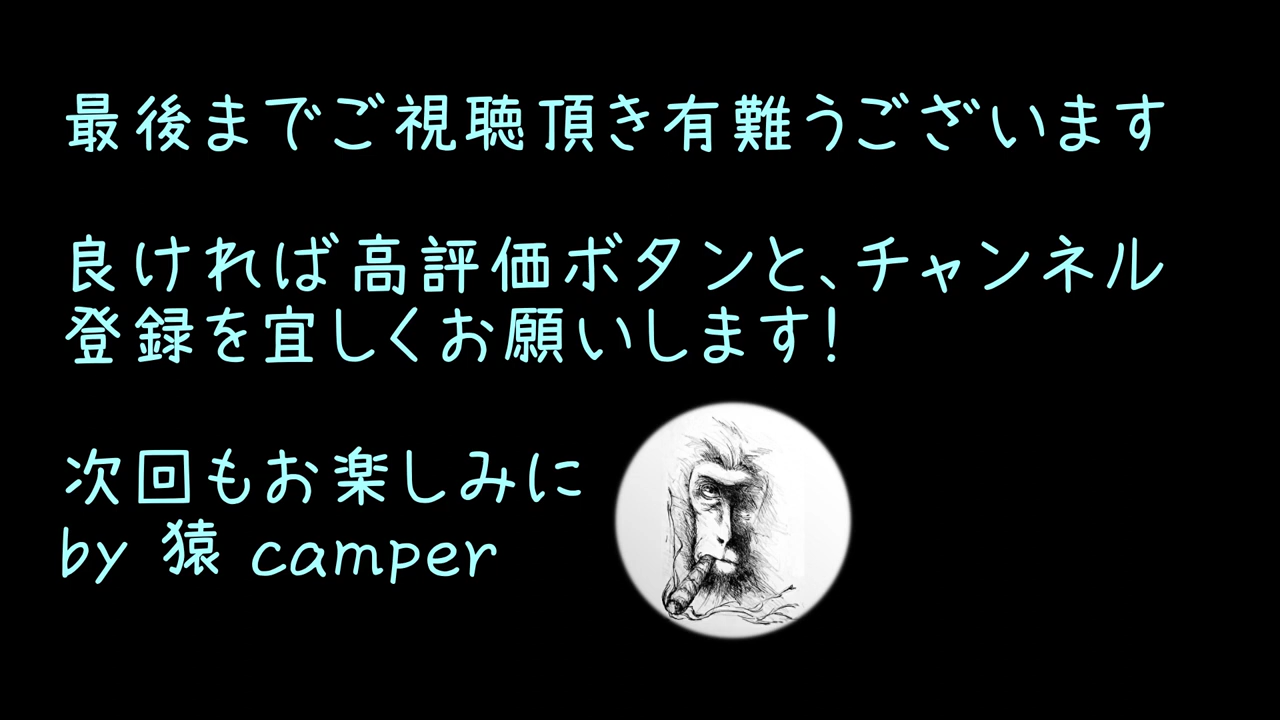 最後までご視聴頂き有難うございます
良ければ高評価ボタンと、チャンネル
登録を宜しくお願いします！
次回もお楽しみに
by 猿 camper